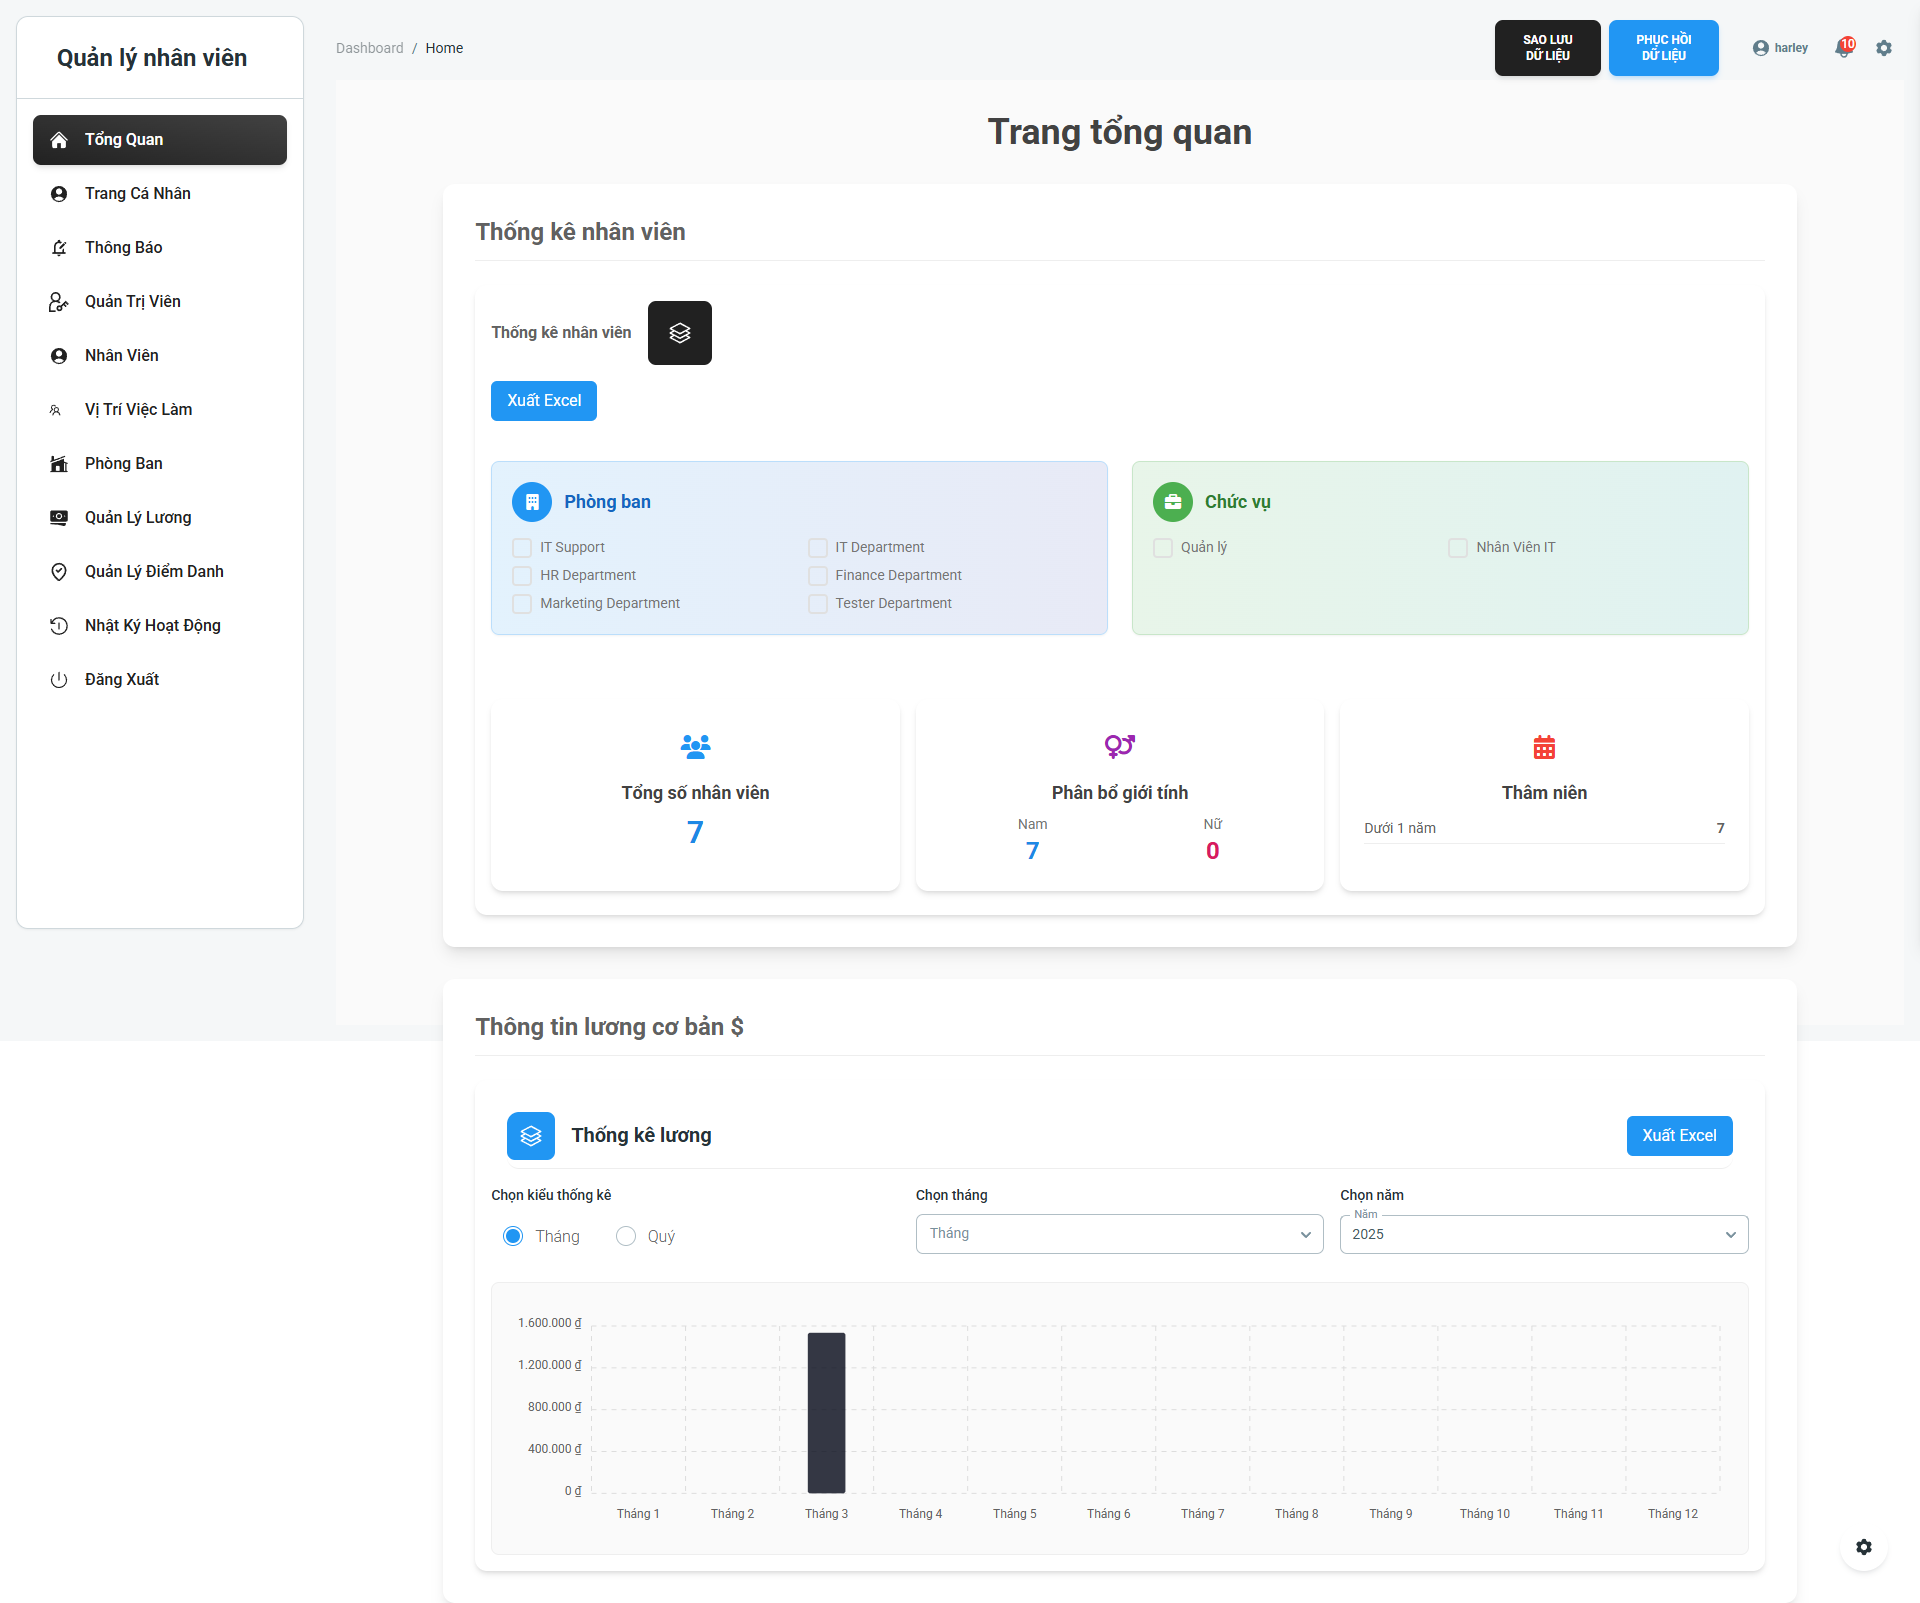 Quản lý nhân viên
Tổng Quan
Trang Cá Nhân
Thông Báo
Quản Trị Viên
Nhân Viên
Vị Trí Việc Làm
Phòng Ban
Quản Lý Lương
Quản Lý Điểm Danh
Nhật Ký Hoạt Động
Đăng Xuất
Dashboard / Home
SAO LƯU
DỮ LIỆU
PHỤC HỒI
DỮ LIỆU
harley
10
Trang tổng quan
Thống kê nhân viên
Thống kê nhân viên
Xuất Excel
Phòng ban
IT Support
IT Department
HR Department
Finance Department
Marketing Department
Tester Department
Chức vụ
Quản lý
Nhân Viên IT
Tổng số nhân viên
7
Phân bổ giới tính
Nam
Nữ
7
0
Thâm niên
Dưới 1 năm 7
Thông tin lương cơ bản $
Thống kê lương
Xuất Excel
Chọn kiểu thống kê
Tháng
Quý
Chọn tháng
Tháng
Chọn năm
Năm
2025
1.600.000 ₫
1.200.000 ₫
800.000 ₫
400.000 ₫
0 ₫
Tháng 1 Tháng 2 Tháng 3 Tháng 4 Tháng 5 Tháng 6 Tháng 7 Tháng 8 Tháng 9 Tháng 10 Tháng 11 Tháng 12